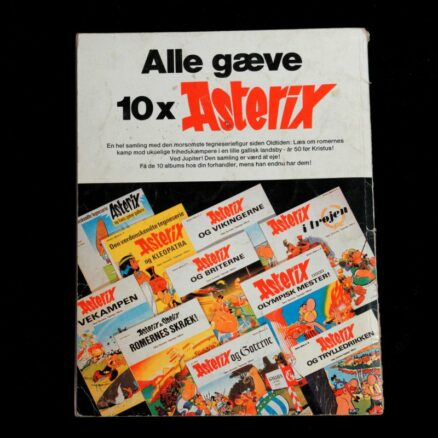 Alle gæve
10 x Asterix
En hel samling med den morsomste tegneseriefigur siden Oldtiden: Læs om romernes
kamp mod ukuelige frihedskæmpere i en lille gallisk landsby - år 50 før Kristus!
Ved Jupiter! Den samling er værd at eje!
Få de 10 albums hos din forhandler, mens han endnu har dem!
Asterix
Den verdenskendte tegneserie
Asterix
og KLEOPATRA
Asterix
OG VIKINGERNE
Asterix
i trøjen
Asterix
VEKAMPEN
Asterix
OG BRITERNE
Asterix
OLYMPISK MESTER!
Asterix
ROMERNES SKRÆK!
Asterix og Goterne
Asterix
OG TRYLLEDRIKKEN